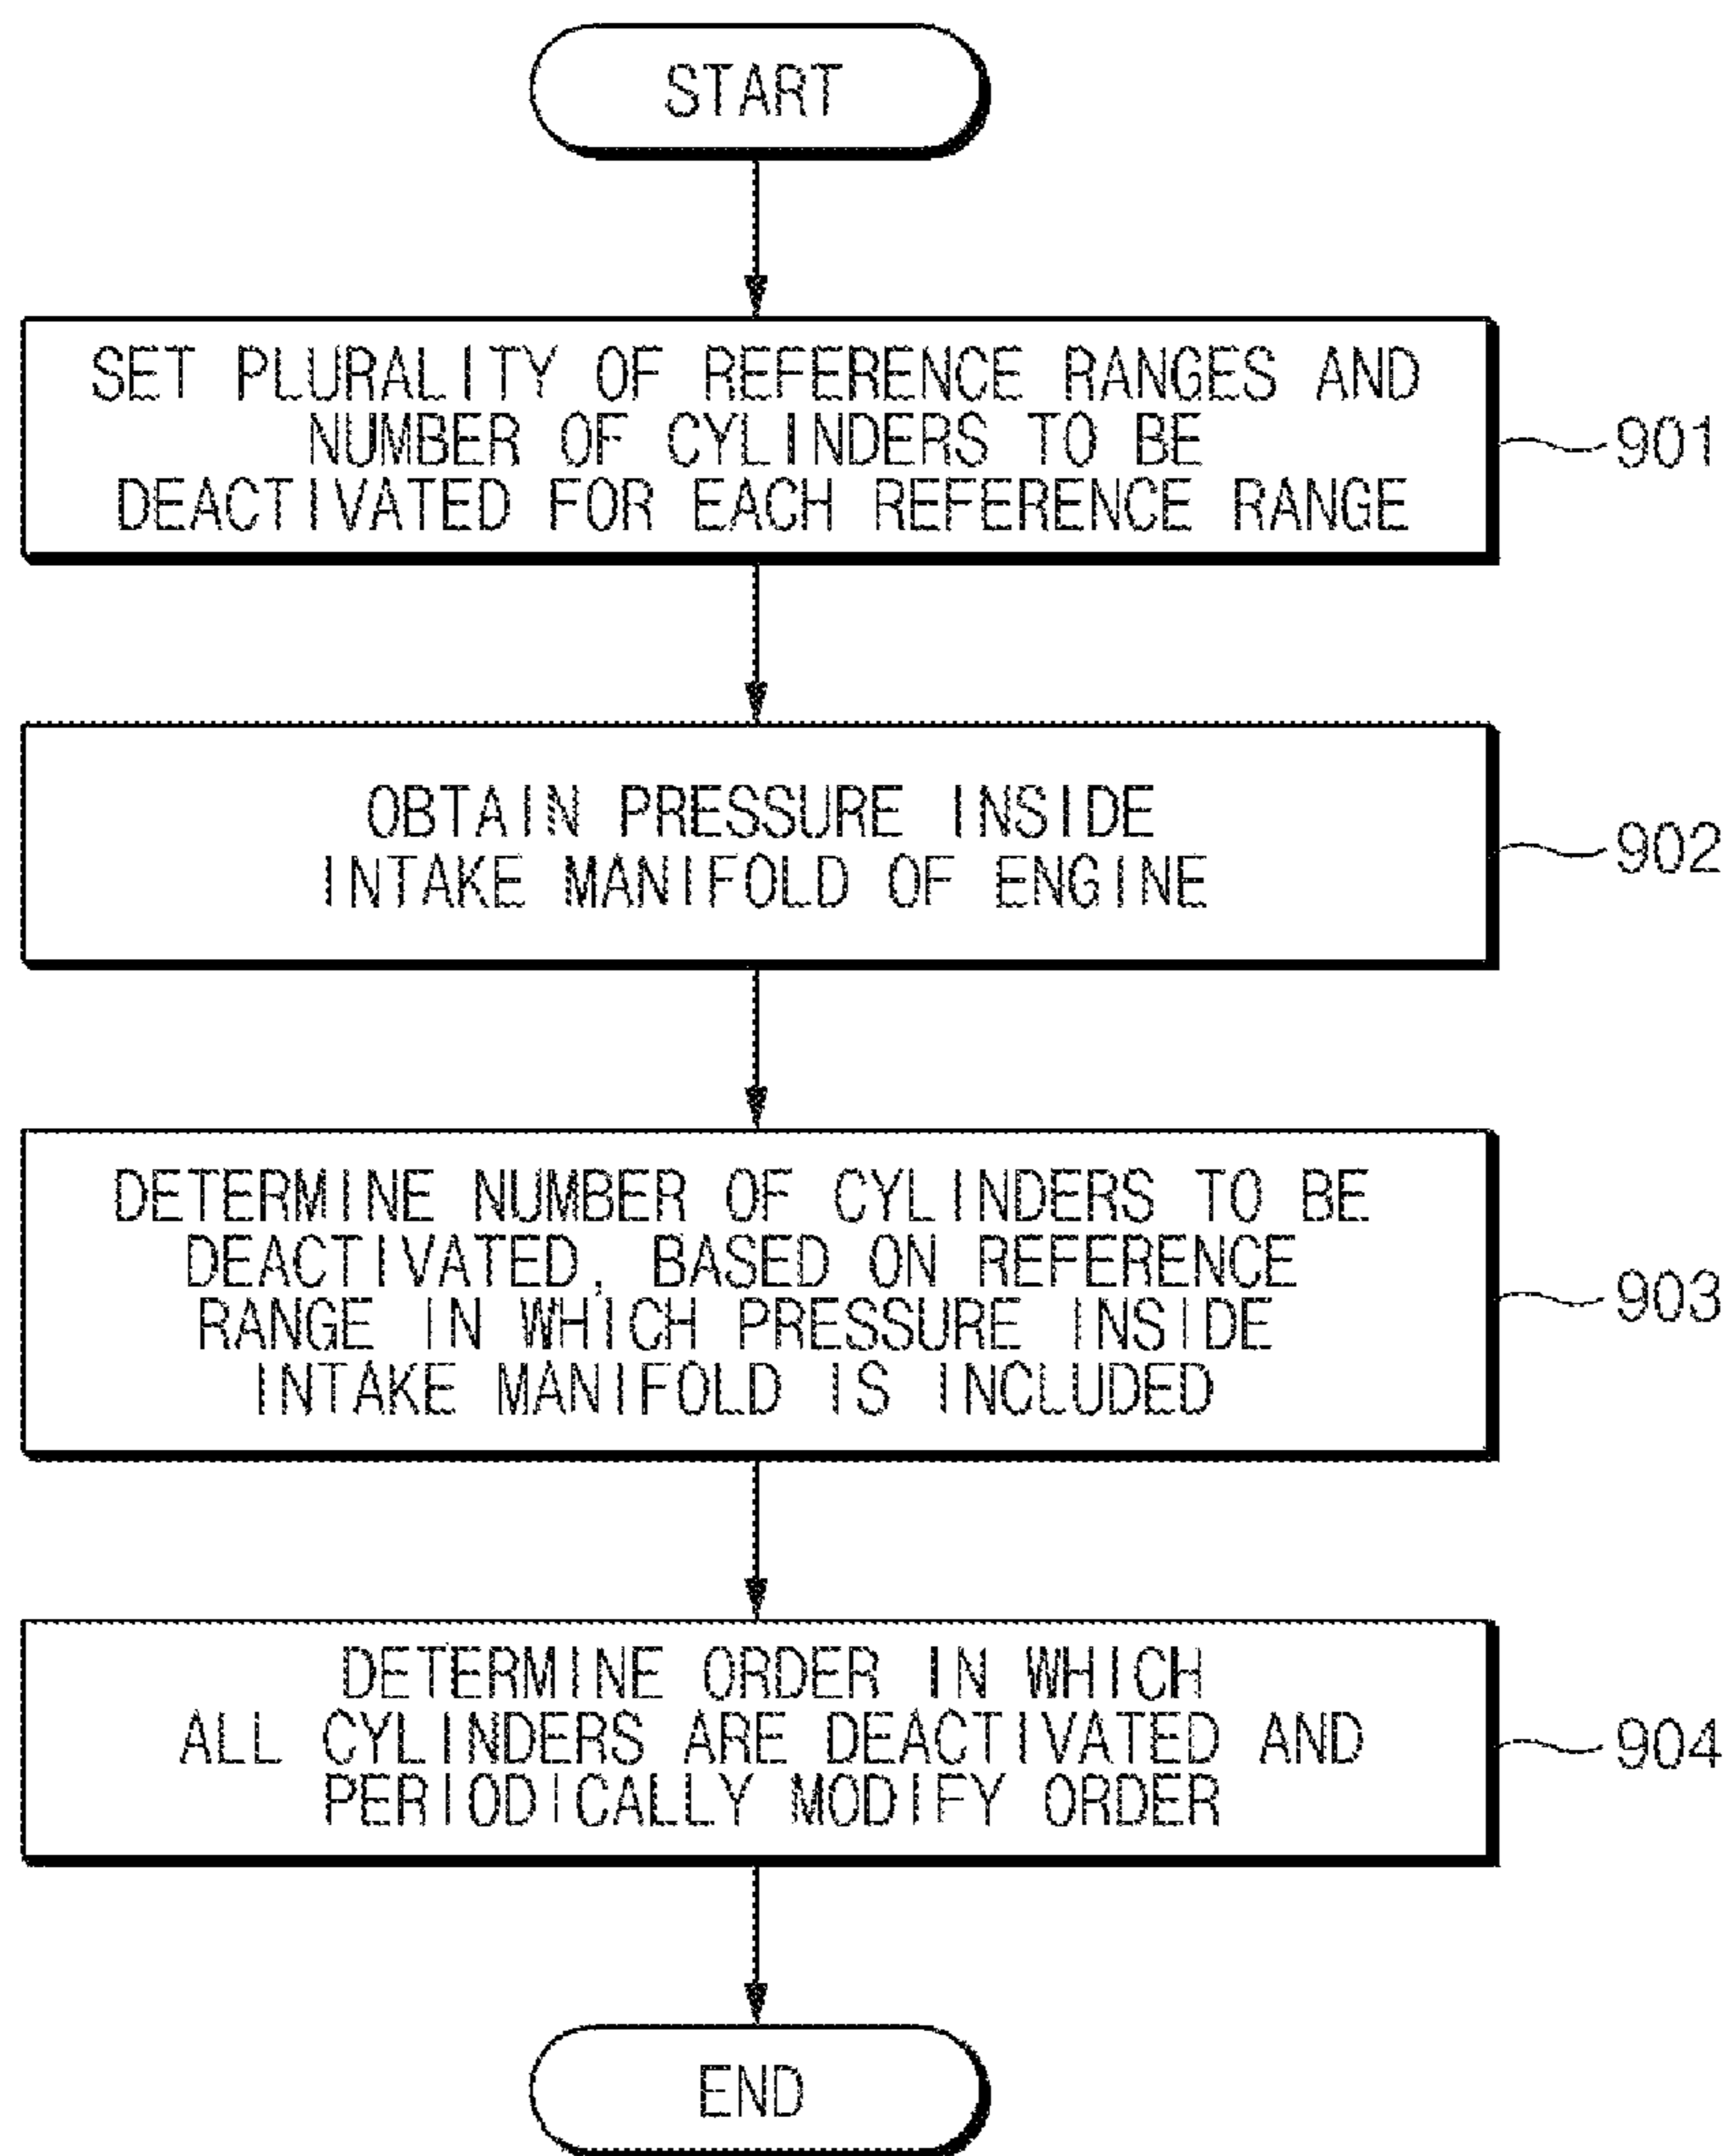 START
SET PLURALITY OF REFERENCE RANGES AND
NUMBER OF CYLINDERS TO BE
DEACTIVATED FOR EACH REFERENCE RANGE
901
OBTAIN PRESSURE INSIDE
INTAKE MANIFOLD OF ENGINE
902
DETERMINE NUMBER OF CYLINDERS TO BE
DEACTIVATED, BASED ON REFERENCE
RANGE IN WHICH PRESSURE INSIDE
INTAKE MANIFOLD IS INCLUDED
903
DETERMINE ORDER IN WHICH
ALL CYLINDERS ARE DEACTIVATED AND
PERIODICALLY MODIFY ORDER
904
END